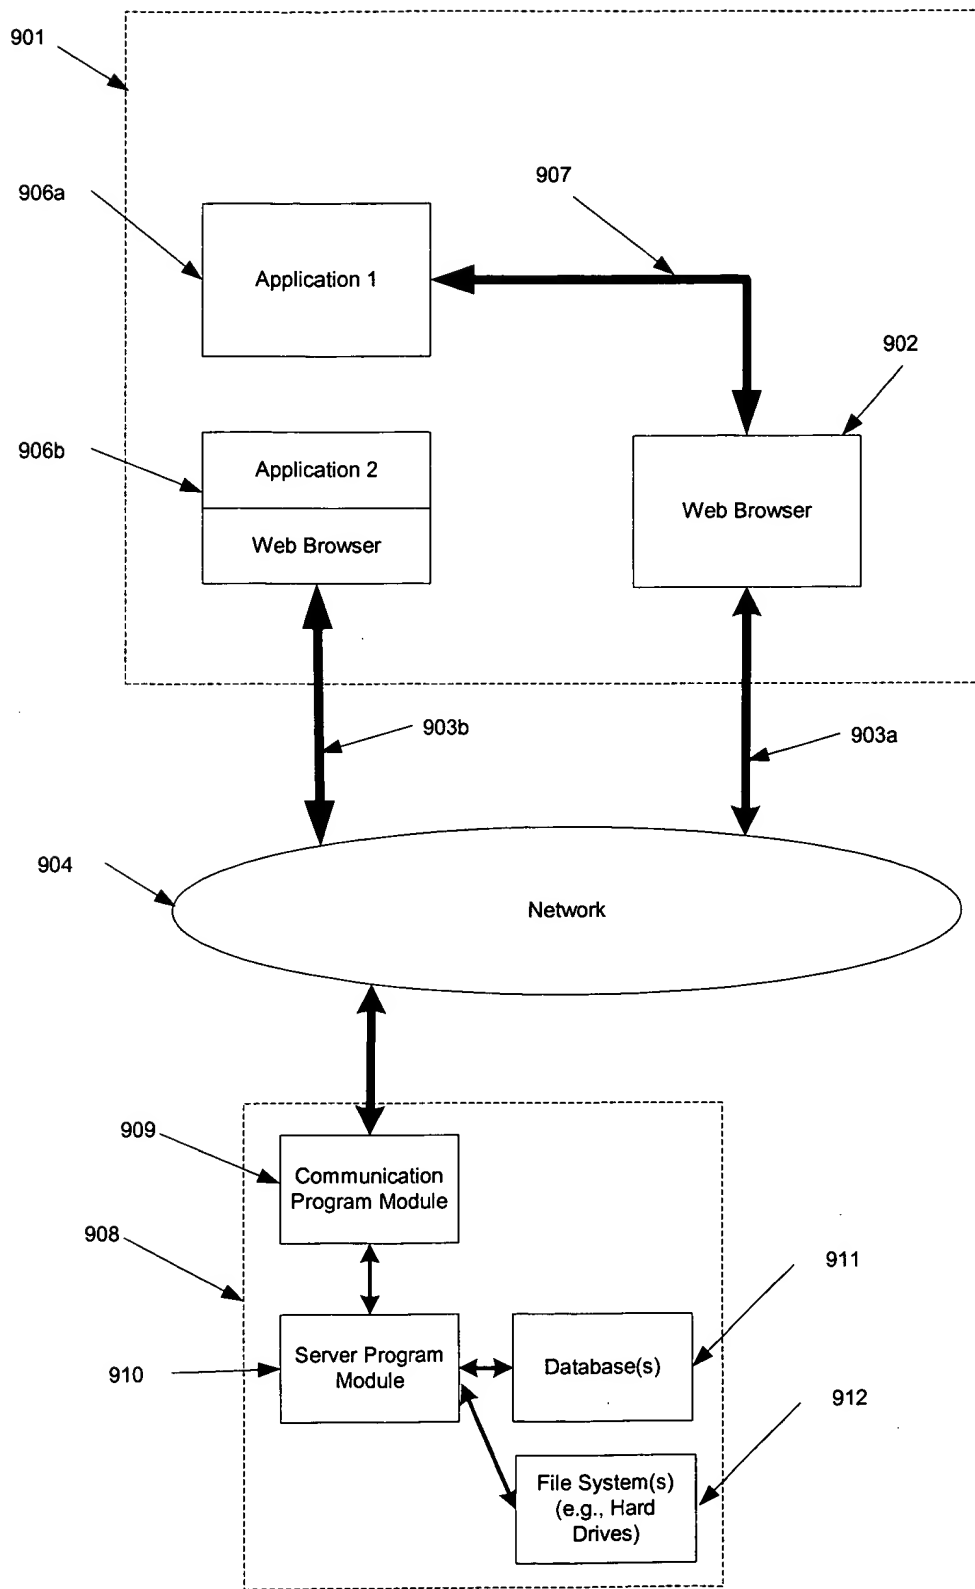 901
906a
907
Application 1
902
906b
Application 2
Web Browser
Web Browser
903b
903a
904
Network
909
Communication
Program Module
908
911
Server Program
Module
910
Database(s)
912
File System(s)
(e.g., Hard
Drives)